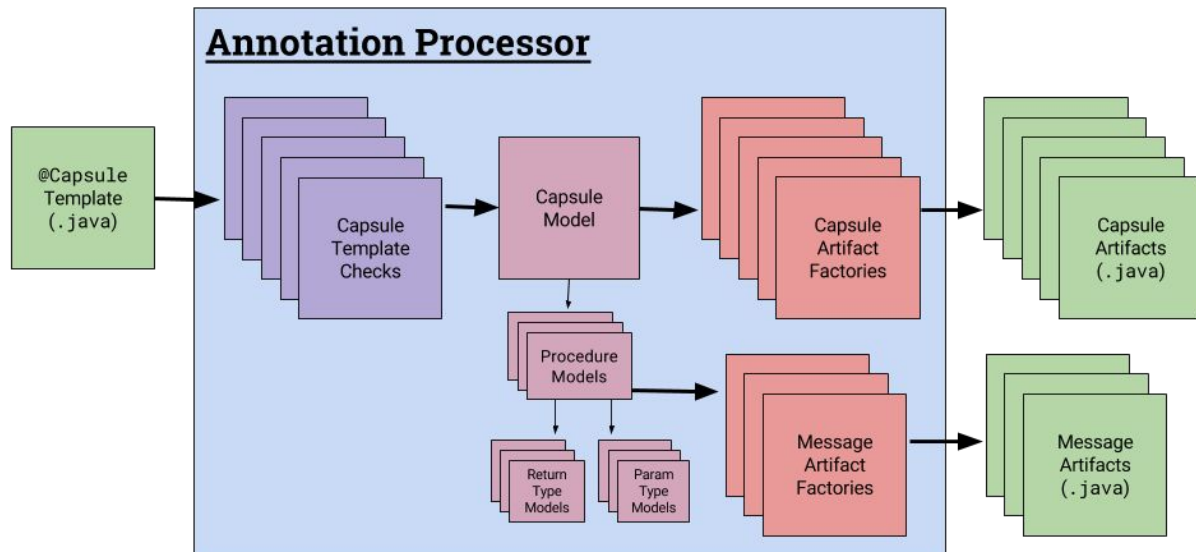 Annotation Processor
@Capsule
Template
(.java)
Capsule
Template
Checks
Capsule
Model
Capsule
Artifact
Factories
Capsule
Artifacts
(.java)
Procedure
Models
Return
Type
Models
Param
Type
Models
Message
Artifact
Factories
Message
Artifacts
(.java)